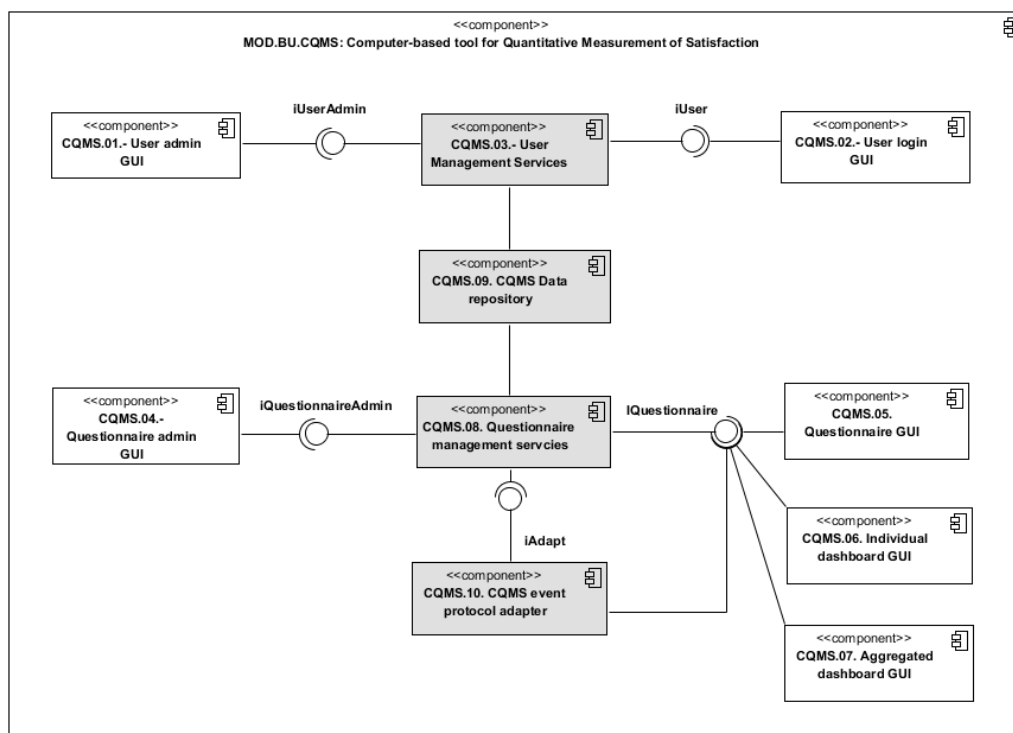 <<component>>
MOD.BU.CQMS: Computer-based tool for Quantitative Measurement of Satisfaction
iUserAdmin
iUser
<<component>>
CQMS.01.- User admin
GUI
<<component>>
CQMS.03.- User
Management Services
<<component>>
CQMS.02.- User login
GUI
<<component>>
CQMS.09. CQMS Data
repository
<<component>>
CQMS.04.-
Questionnaire admin
GUI
iQuestionnaireAdmin
<<component>>
CQMS.08. Questionnaire
management servcies
IQuestionnaire
<<component>>
CQMS.05.
Questionnaire GUI
<<component>>
CQMS.06. Individual
dashboard GUI
iAdapt
<<component>>
CQMS.10. CQMS event
protocol adapter
<<component>>
CQMS.07. Aggregated
dashboard GUI